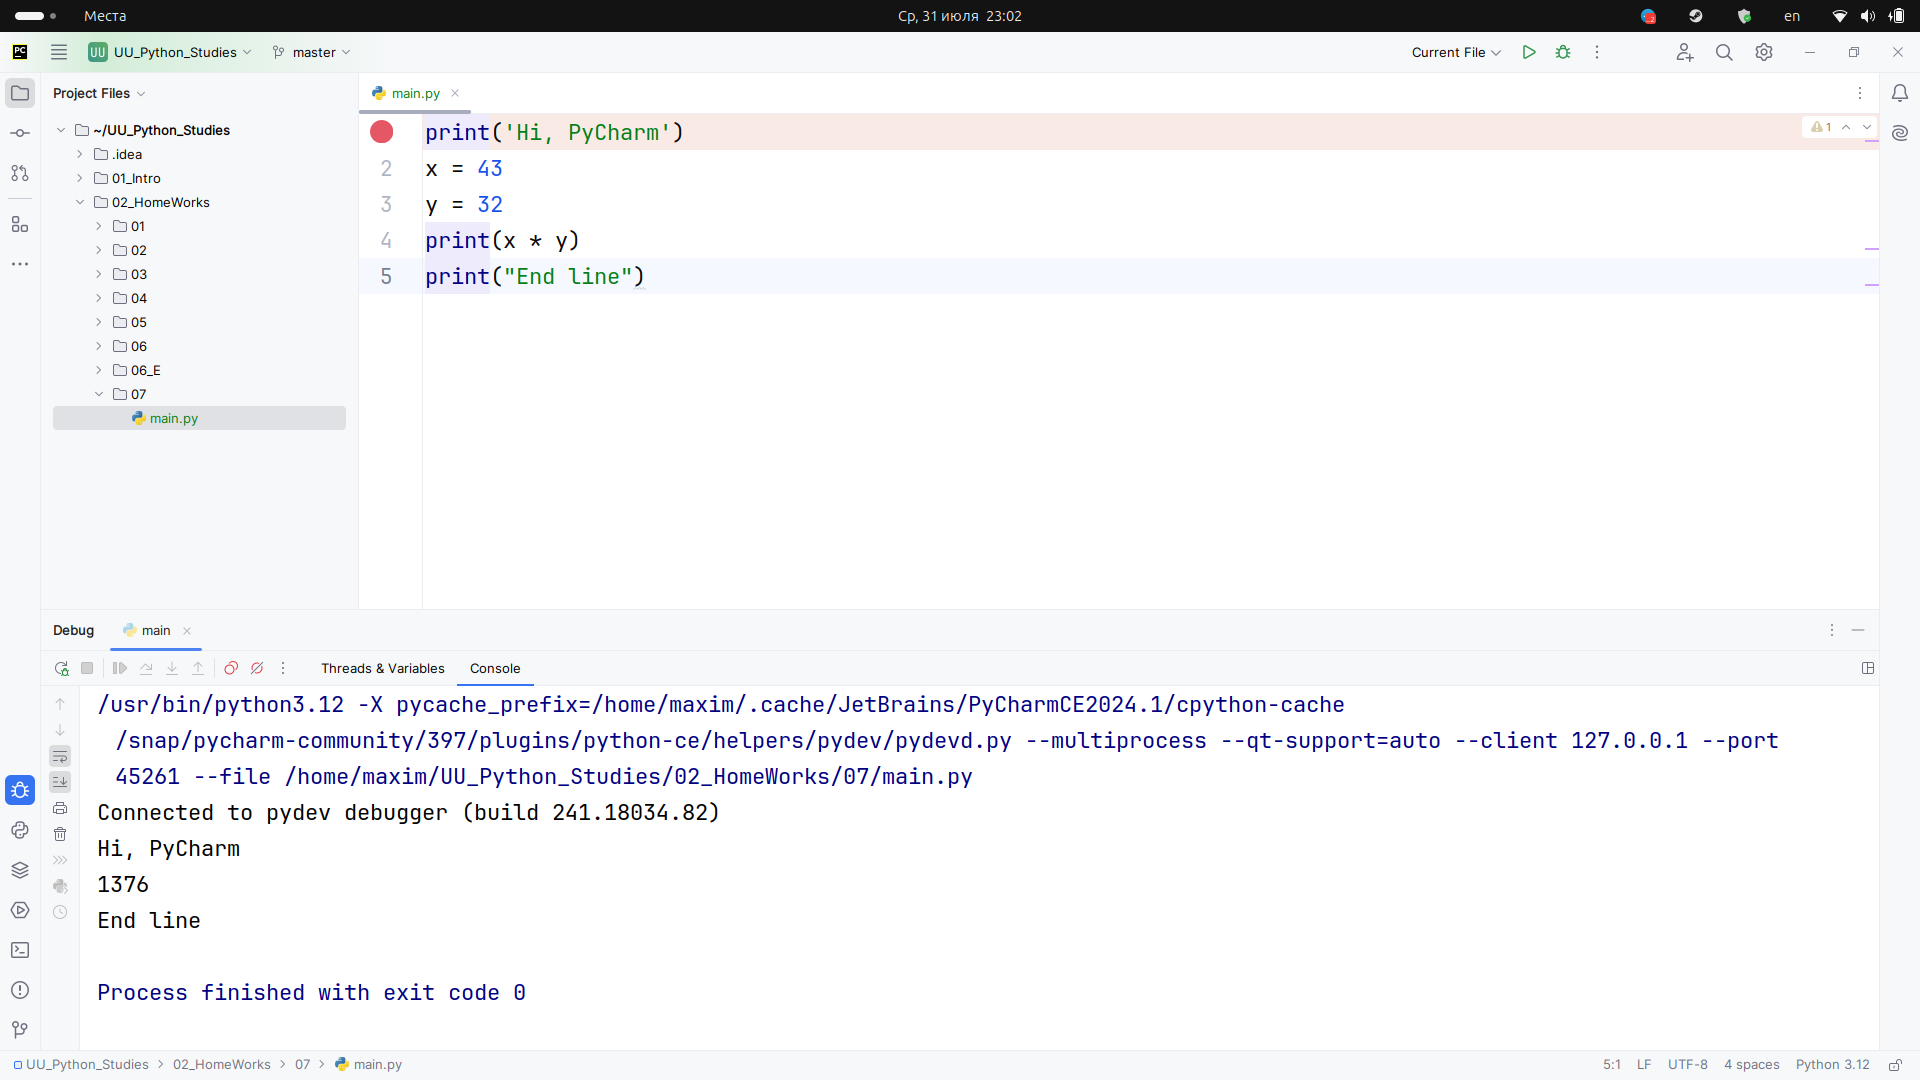 Места
Ср, 31 июля 23:02
en
PC
UU UU_Python_Studies
master
Current File
Project Files
main.py
~/UU_Python_Studies
.idea
01_Intro
02_HomeWorks
01
02
03
04
05
06
06_E
07
main.py
print('Hi, PyCharm')
1
2 x = 43
3 y = 32
4 print(x * y)
5 print("End line")
Debug
main
Threads & Variables
Console
/usr/bin/python3.12 -X pycache_prefix=/home/maxim/.cache/JetBrains/PyCharmCE2024.1/cpython-cache
/snap/pycharm-community/397/plugins/python-ce/helpers/pydev/pydevd.py --multiprocess --qt-support=auto --client 127.0.0.1 --port
45261 --file /home/maxim/UU_Python_Studies/02_HomeWorks/07/main.py
Connected to pydev debugger (build 241.18034.82)
Hi, PyCharm
1376
End line
Process finished with exit code 0
UU_Python_Studies > 02_HomeWorks > 07 > main.py
5:1 LF UTF-8 4 spaces Python 3.12